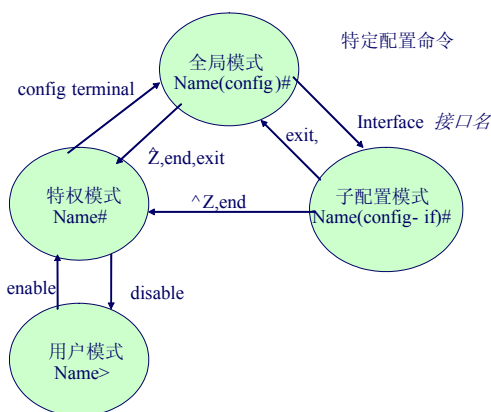 特定配置命令
全局模式
Name(config)#
config terminal
Interface 接口名
exit,
^Z,end,exit
特权模式
Name#
子配置模式
Name(config- if)#
^Z,end
enable
disable
用户模式
Name>